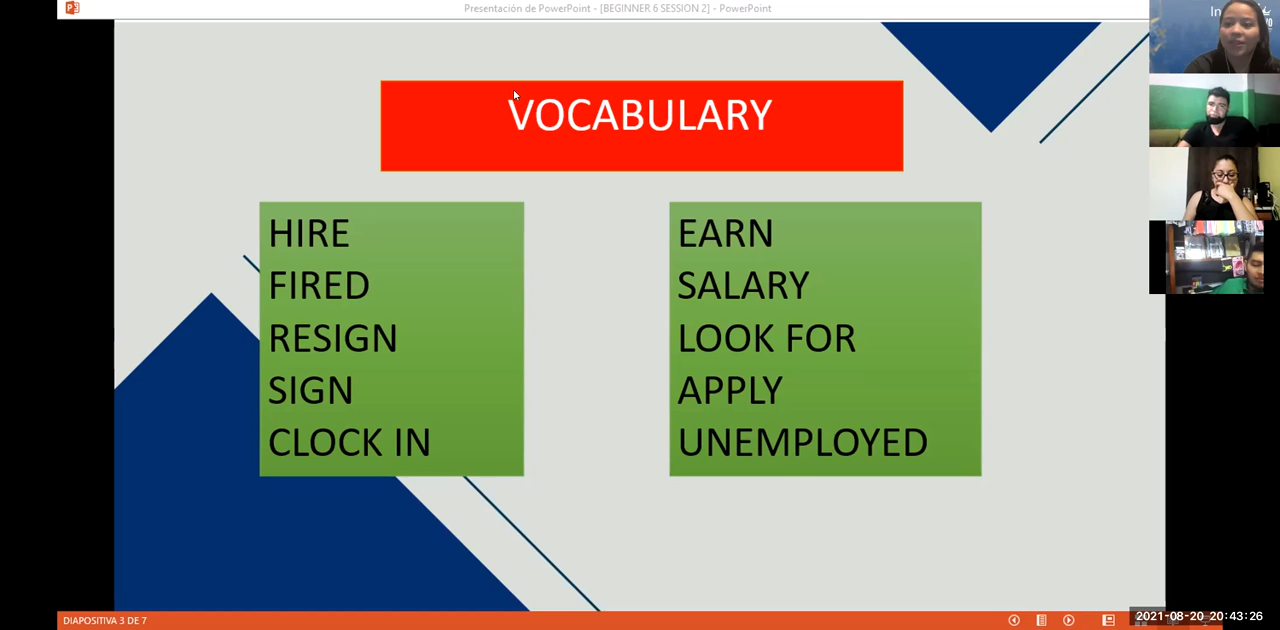 Presentación de PowerPoint - [BEGINNER 6 SESSION 2] - PowerPoint
VOCABULARY
HIRE
FIRED
RESIGN
SIGN
CLOCK IN
EARN
SALARY
LOOK FOR
APPLY
UNEMPLOYED
DIAPOSITIVA 3 DE 7
2021-08-20 20:43:26